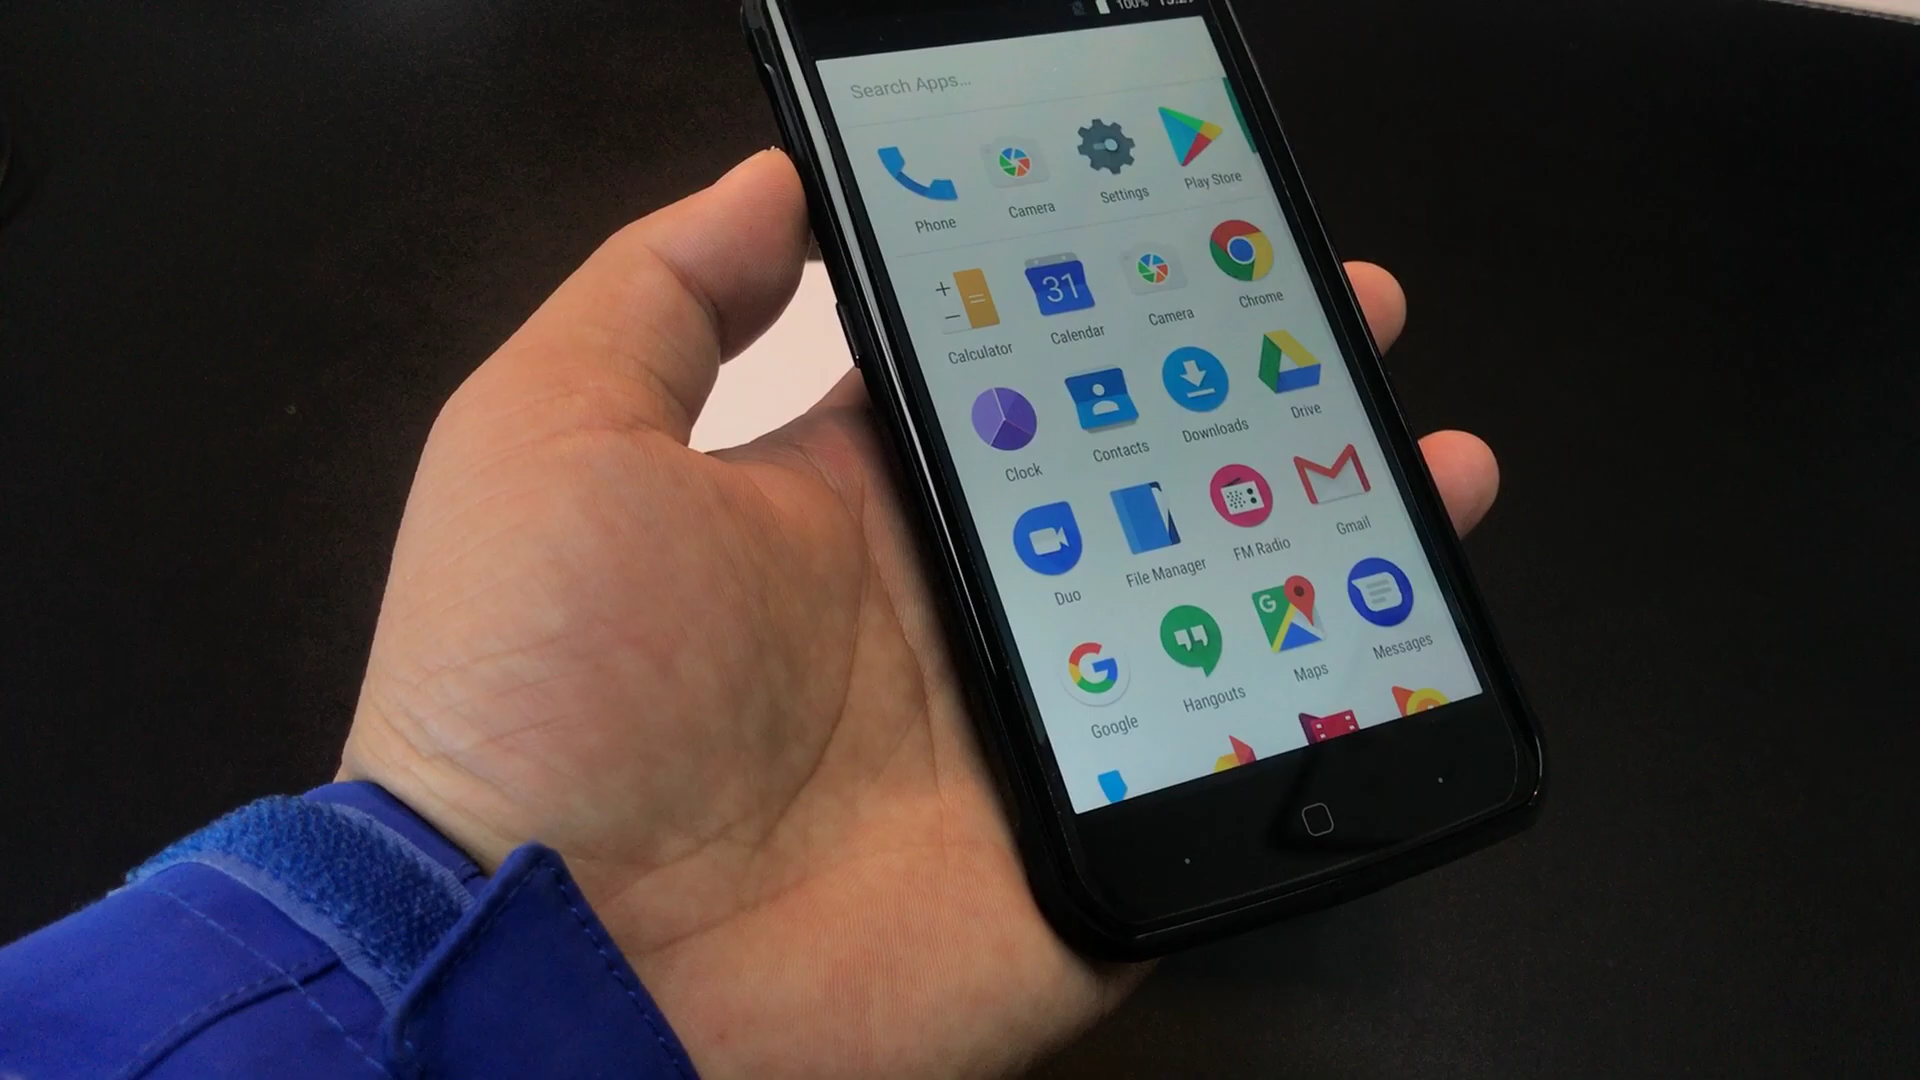 100%
Search Apps...
Phone
Camera
Settings
Play Store
Calculator
31
Calendar
Camera
Chrome
Clock
Contacts
Downloads
Drive
Duo
File Manager
FM Radio
Gmail
G
Google
Hangouts
G
Maps
Messages